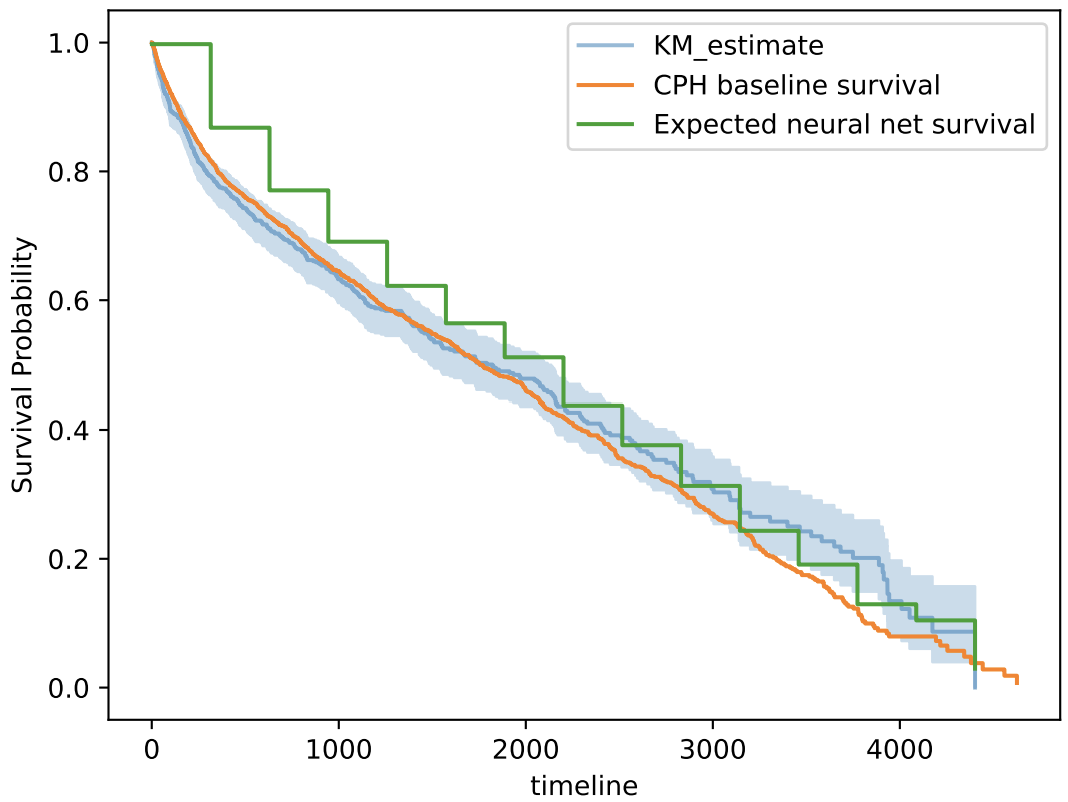 KM_estimate
CPH baseline survival
Expected neural net survival
Survival Probability
1.0
0.8
0.6
0.4
0.2
0.0
0 1000 2000 3000 4000
timeline